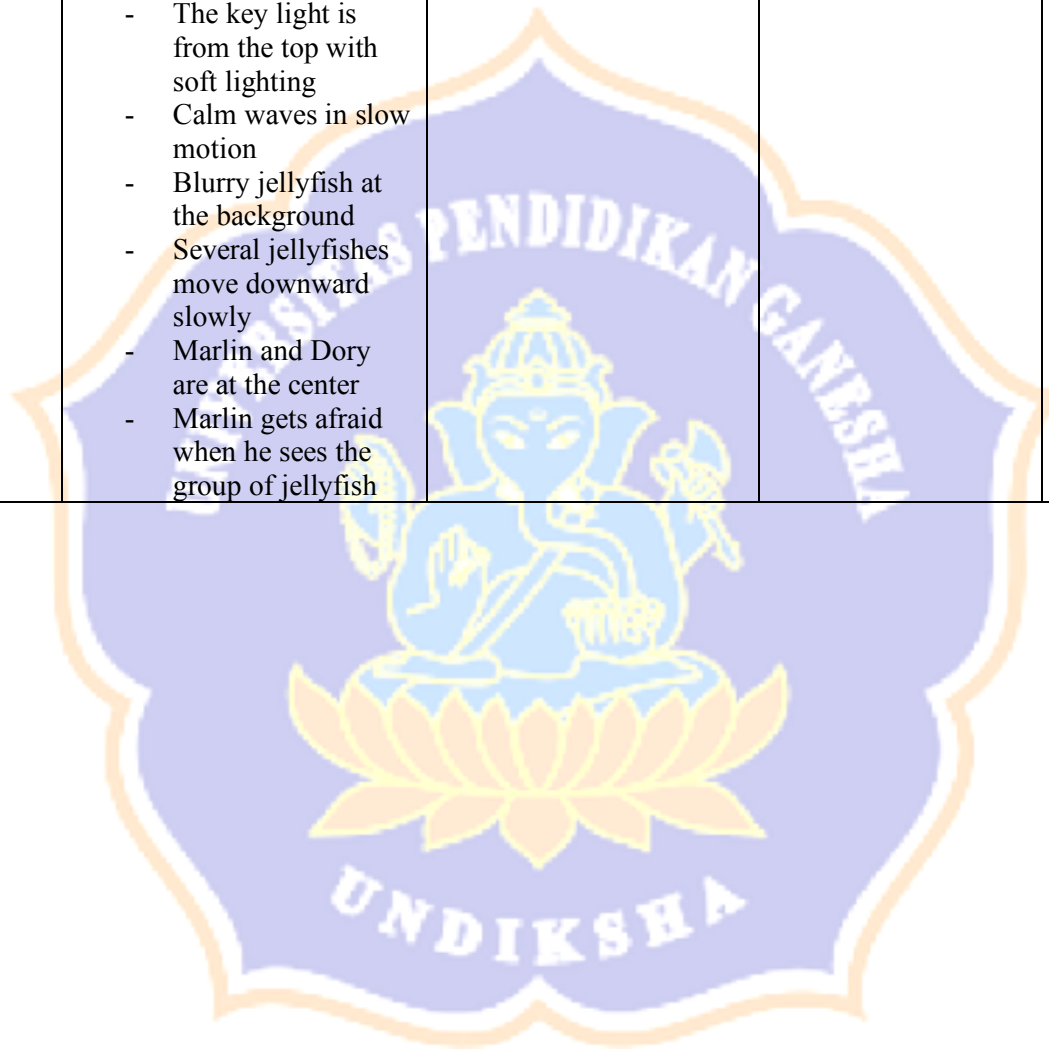 - The key light is
from the top with
soft lighting
- Calm waves in slow
motion
- Blurry jellyfish at
the background
- Several jellyfishes
move downward
slowly
- Marlin and Dory
are at the center
- Marlin gets afraid
when he sees the
group of jellyfish
UNIVERSITAS PENDIDIKAN GANESHA
UNDIKSHA